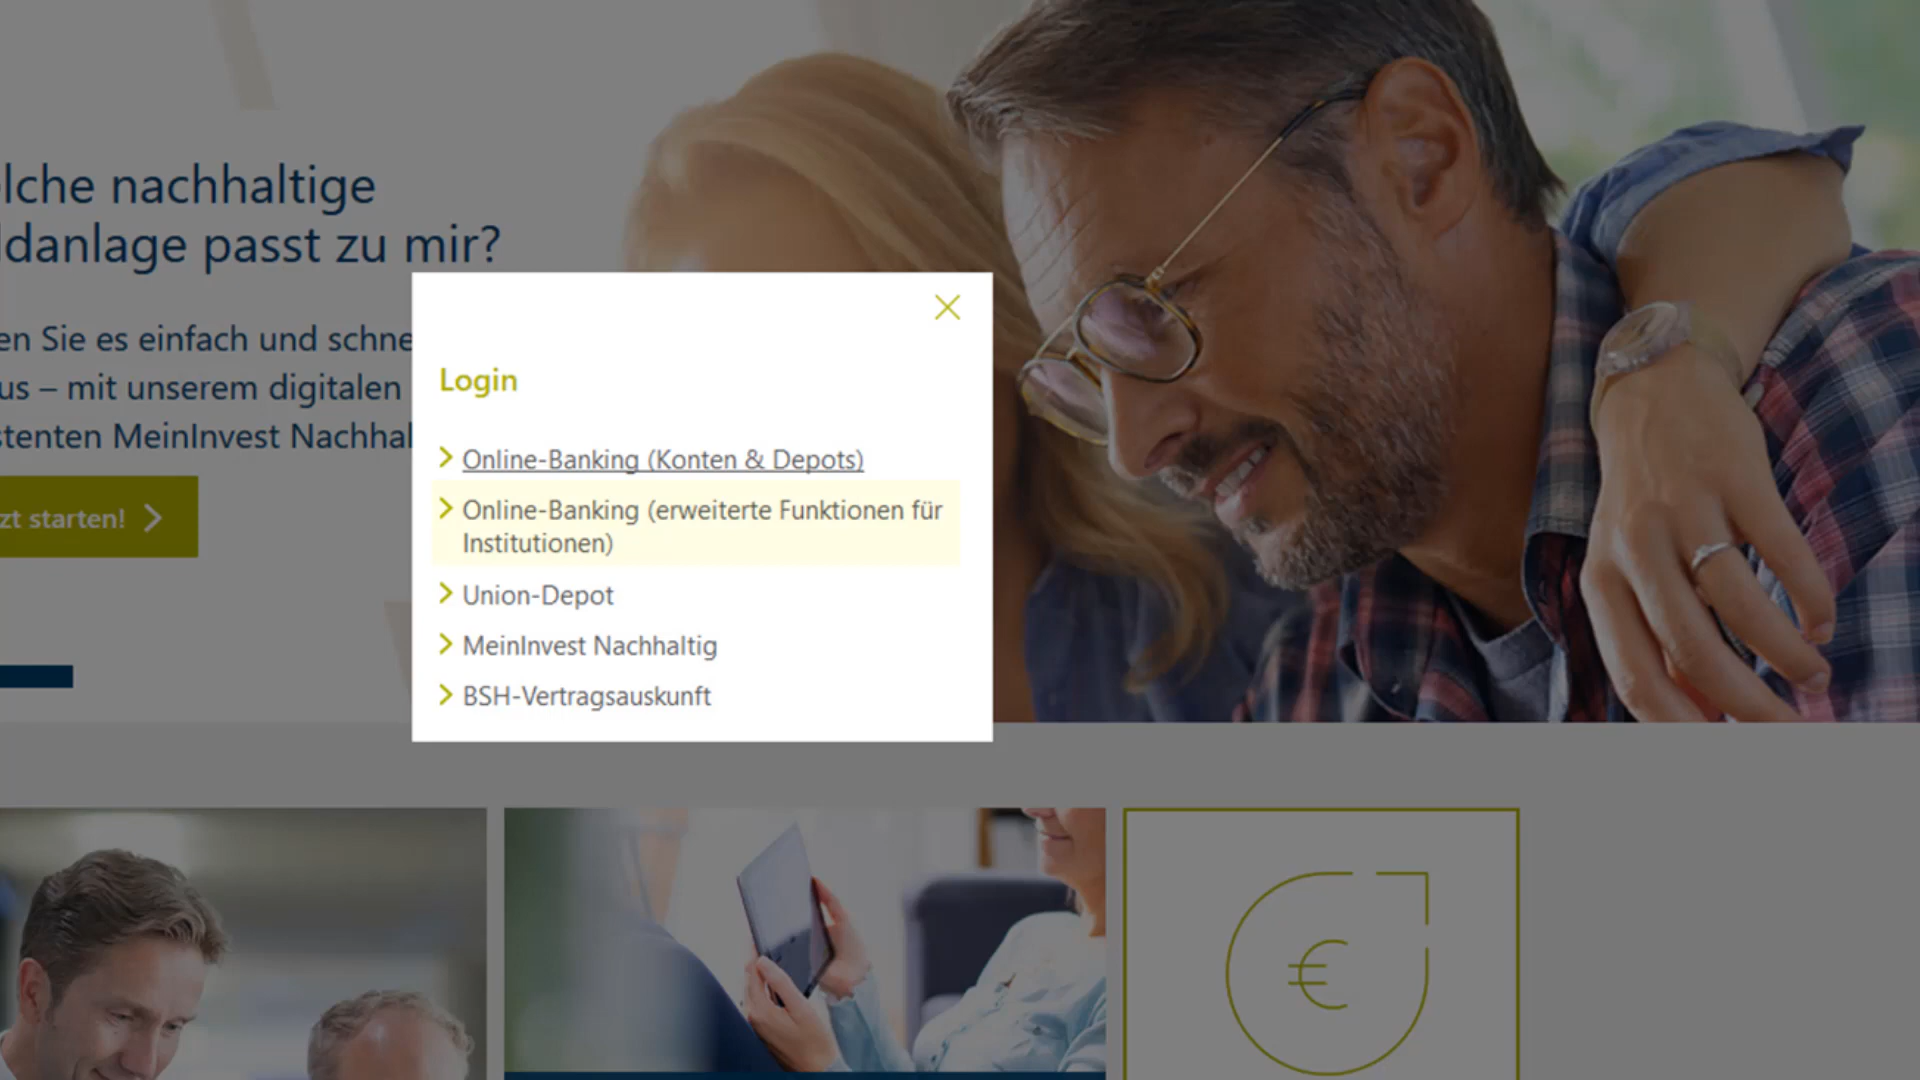 lche nachhaltige
ldanlage passt zu mir?
en Sie es einfach und schne
us – mit unserem digitalen
stenten MeinInvest Nachhal
zt starten!
Login
Online-Banking (Konten & Depots)
Online-Banking (erweiterte Funktionen für
Institutionen)
Union-Depot
MeinInvest Nachhaltig
BSH-Vertragsauskunft
€